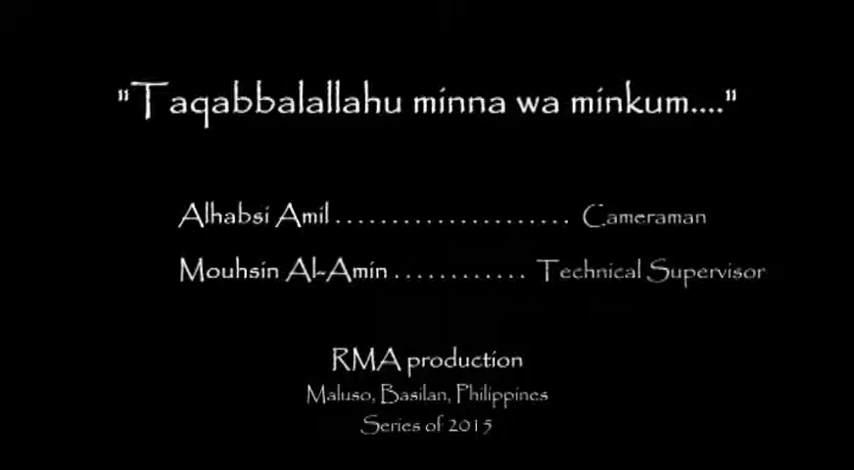 "Taqabbalallahu minna wa minkum...."
Alhabsi Amil . . . . . . . . . . . . . . . . . . . . . Cameraman
Mouhsin Al-Amin . . . . . . . . . . . . Technical Supervisor
RMA production
Maluso, Basilan, Philippines
Series of 2015